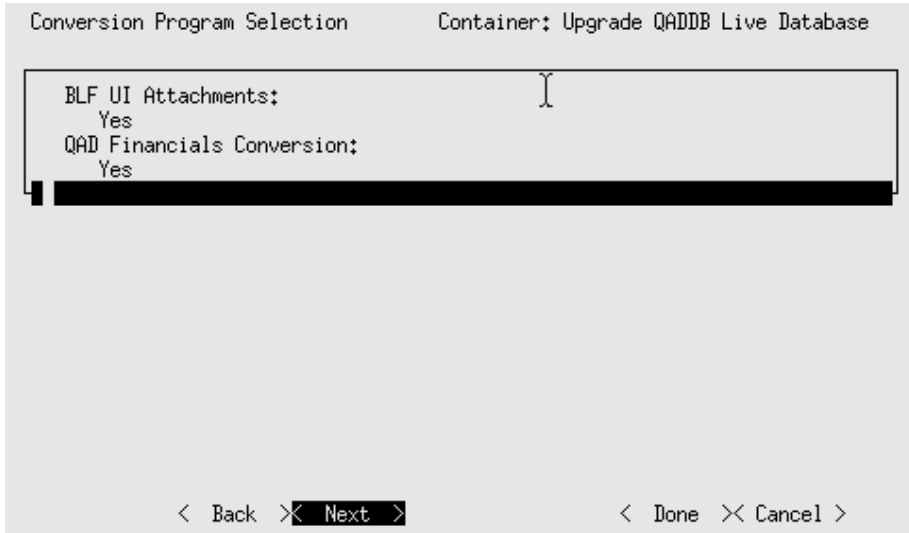 Conversion Program Selection Container: Upgrade QADDB Live Database
BLF UI Attachments:
Yes
QAD Financials Conversion:
Yes
< Back >< Next > < Done >< Cancel >